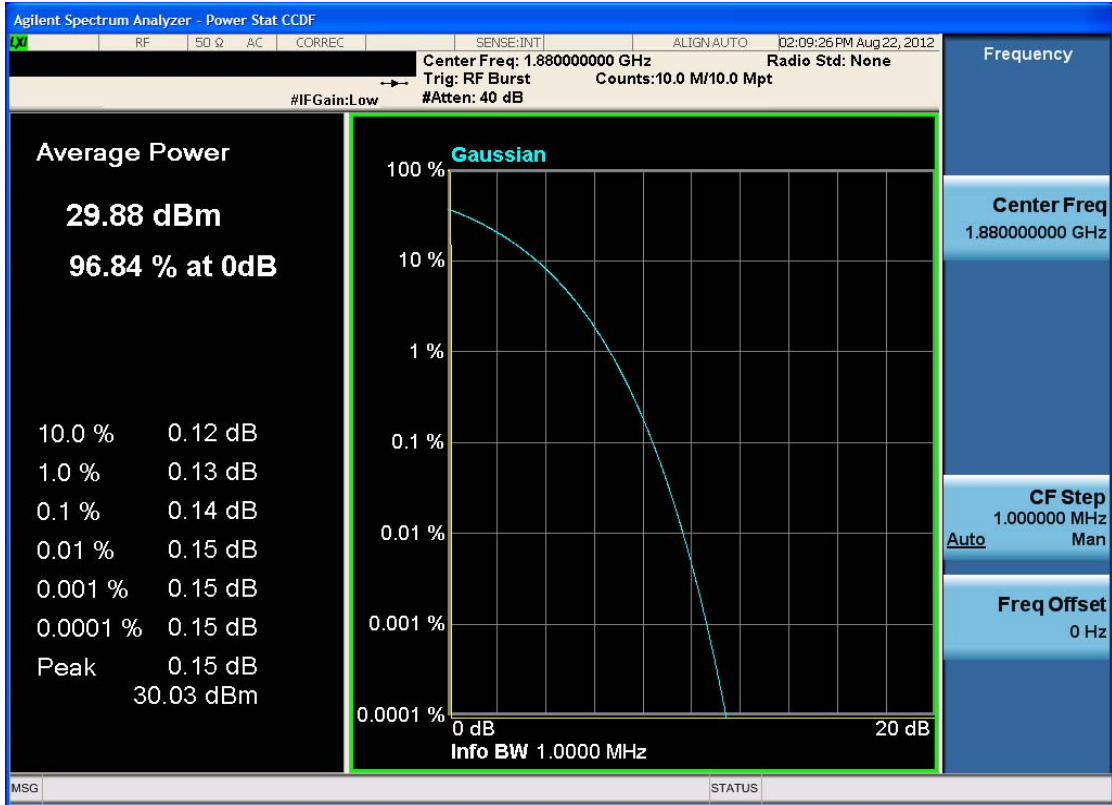 Agilent Spectrum Analyzer - Power Stat CCDF
LXI RF 50 Ω AC CORREC SENSE:INT ALIGN AUTO 02:09:26 PM Aug 22, 2012
Center Freq: 1.880000000 GHz Radio Std: None
Trig: RF Burst Counts:10.0 M/10.0 Mpt
#IFGain:Low #Atten: 40 dB
Average Power
29.88 dBm
96.84 % at 0dB
10.0 % 0.12 dB
1.0 % 0.13 dB
0.1 % 0.14 dB
0.01 % 0.15 dB
0.001 % 0.15 dB
0.0001 % 0.15 dB
Peak 0.15 dB
30.03 dBm
Gaussian
100 %
10 %
1 %
0.1 %
0.01 %
0.001 %
0.0001 %
0 dB 20 dB
Info BW 1.0000 MHz
Frequency
Center Freq
1.880000000 GHz
CF Step
1.000000 MHz
Auto Man
Freq Offset
0 Hz
MSG STATUS